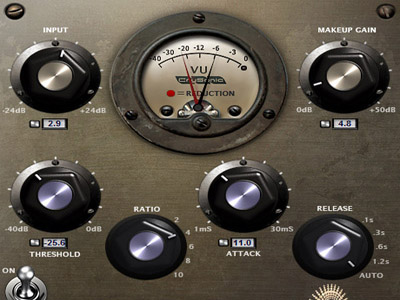 INPUT
-24dB +24dB
2.9
-40 -30 -20 -12 -6 -3 0
VU
CRYSONIC
= REDUCTION
MAKEUP GAIN
0dB +50dB
4.8
-40dB 0dB
-25.6
THRESHOLD
RATIO
2
4
6
8
10
1mS 30mS
11.0
ATTACK
RELEASE
.1s
.3s
.6s
1.2s
AUTO
ON